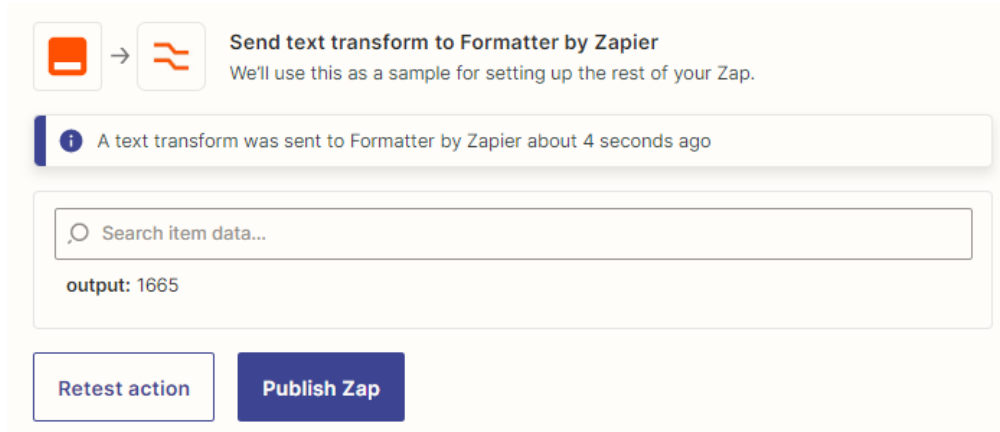 Send text transform to Formatter by Zapier
We'll use this as a sample for setting up the rest of your Zap.
A text transform was sent to Formatter by Zapier about 4 seconds ago
Search item data...
output: 1665
Retest action
Publish Zap